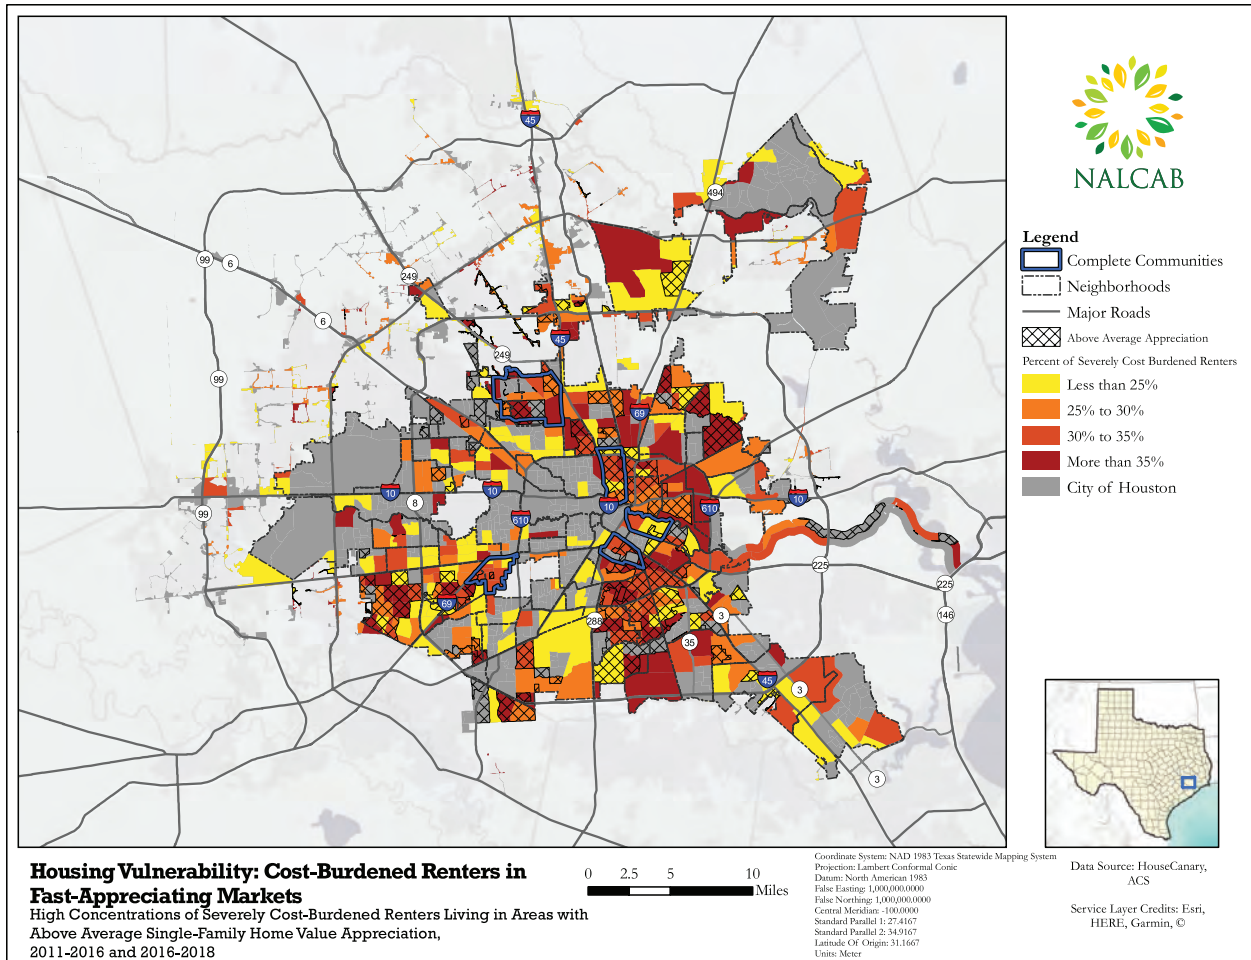 45
494
99
6
249
6
45
249
99
69
10
10
10
8
99
610
10
610
225
225
69
146
288
3
35
45
3
3
NALCAB
Legend
Complete Communities
Neighborhoods
Major Roads
Above Average Appreciation
Percent of Severely Cost Burdened Renters
Less than 25%
25% to 30%
30% to 35%
More than 35%
City of Houston
Housing Vulnerability: Cost-Burdened Renters in
Fast-Appreciating Markets
High Concentrations of Severely Cost-Burdened Renters Living in Areas with
Above Average Single-Family Home Value Appreciation,
2011-2016 and 2016-2018
0 2.5 5 10
Miles
Coordinate System: NAD 1983 Texas Statewide Mapping System
Projection: Lambert Conformal Conic
Datum: North American 1983
False Easting: 1,000,000.0000
False Northing: 1,000,000.0000
Central Meridian: -100.0000
Standard Parallel 1: 27.4167
Standard Parallel 2: 34.9167
Latitude Of Origin: 31.1667
Units: Meter
Data Source: HouseCanary,
ACS
Service Layer Credits: Esri,
HERE, Garmin, ©